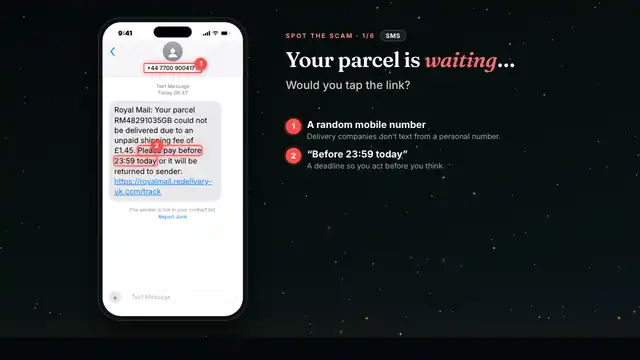 9:41
+44 7700 900417
1
Text Message
Today 08:47
Royal Mail: Your parcel
RM48291035GB could not
be delivered due to an
unpaid shipping fee of
£1.45. Please pay before
23:59 today or it will be
returned to sender:
https://royalmail.redelivery-
uk.com/track
The sender is not in your contact list.
Report Junk
Text Message
SPOT THE SCAM · 1/6 SMS
Your parcel is waiting...
Would you tap the link?
1 A random mobile number
Delivery companies don't text from a personal number.
2 “Before 23:59 today”
A deadline so you act before you think.